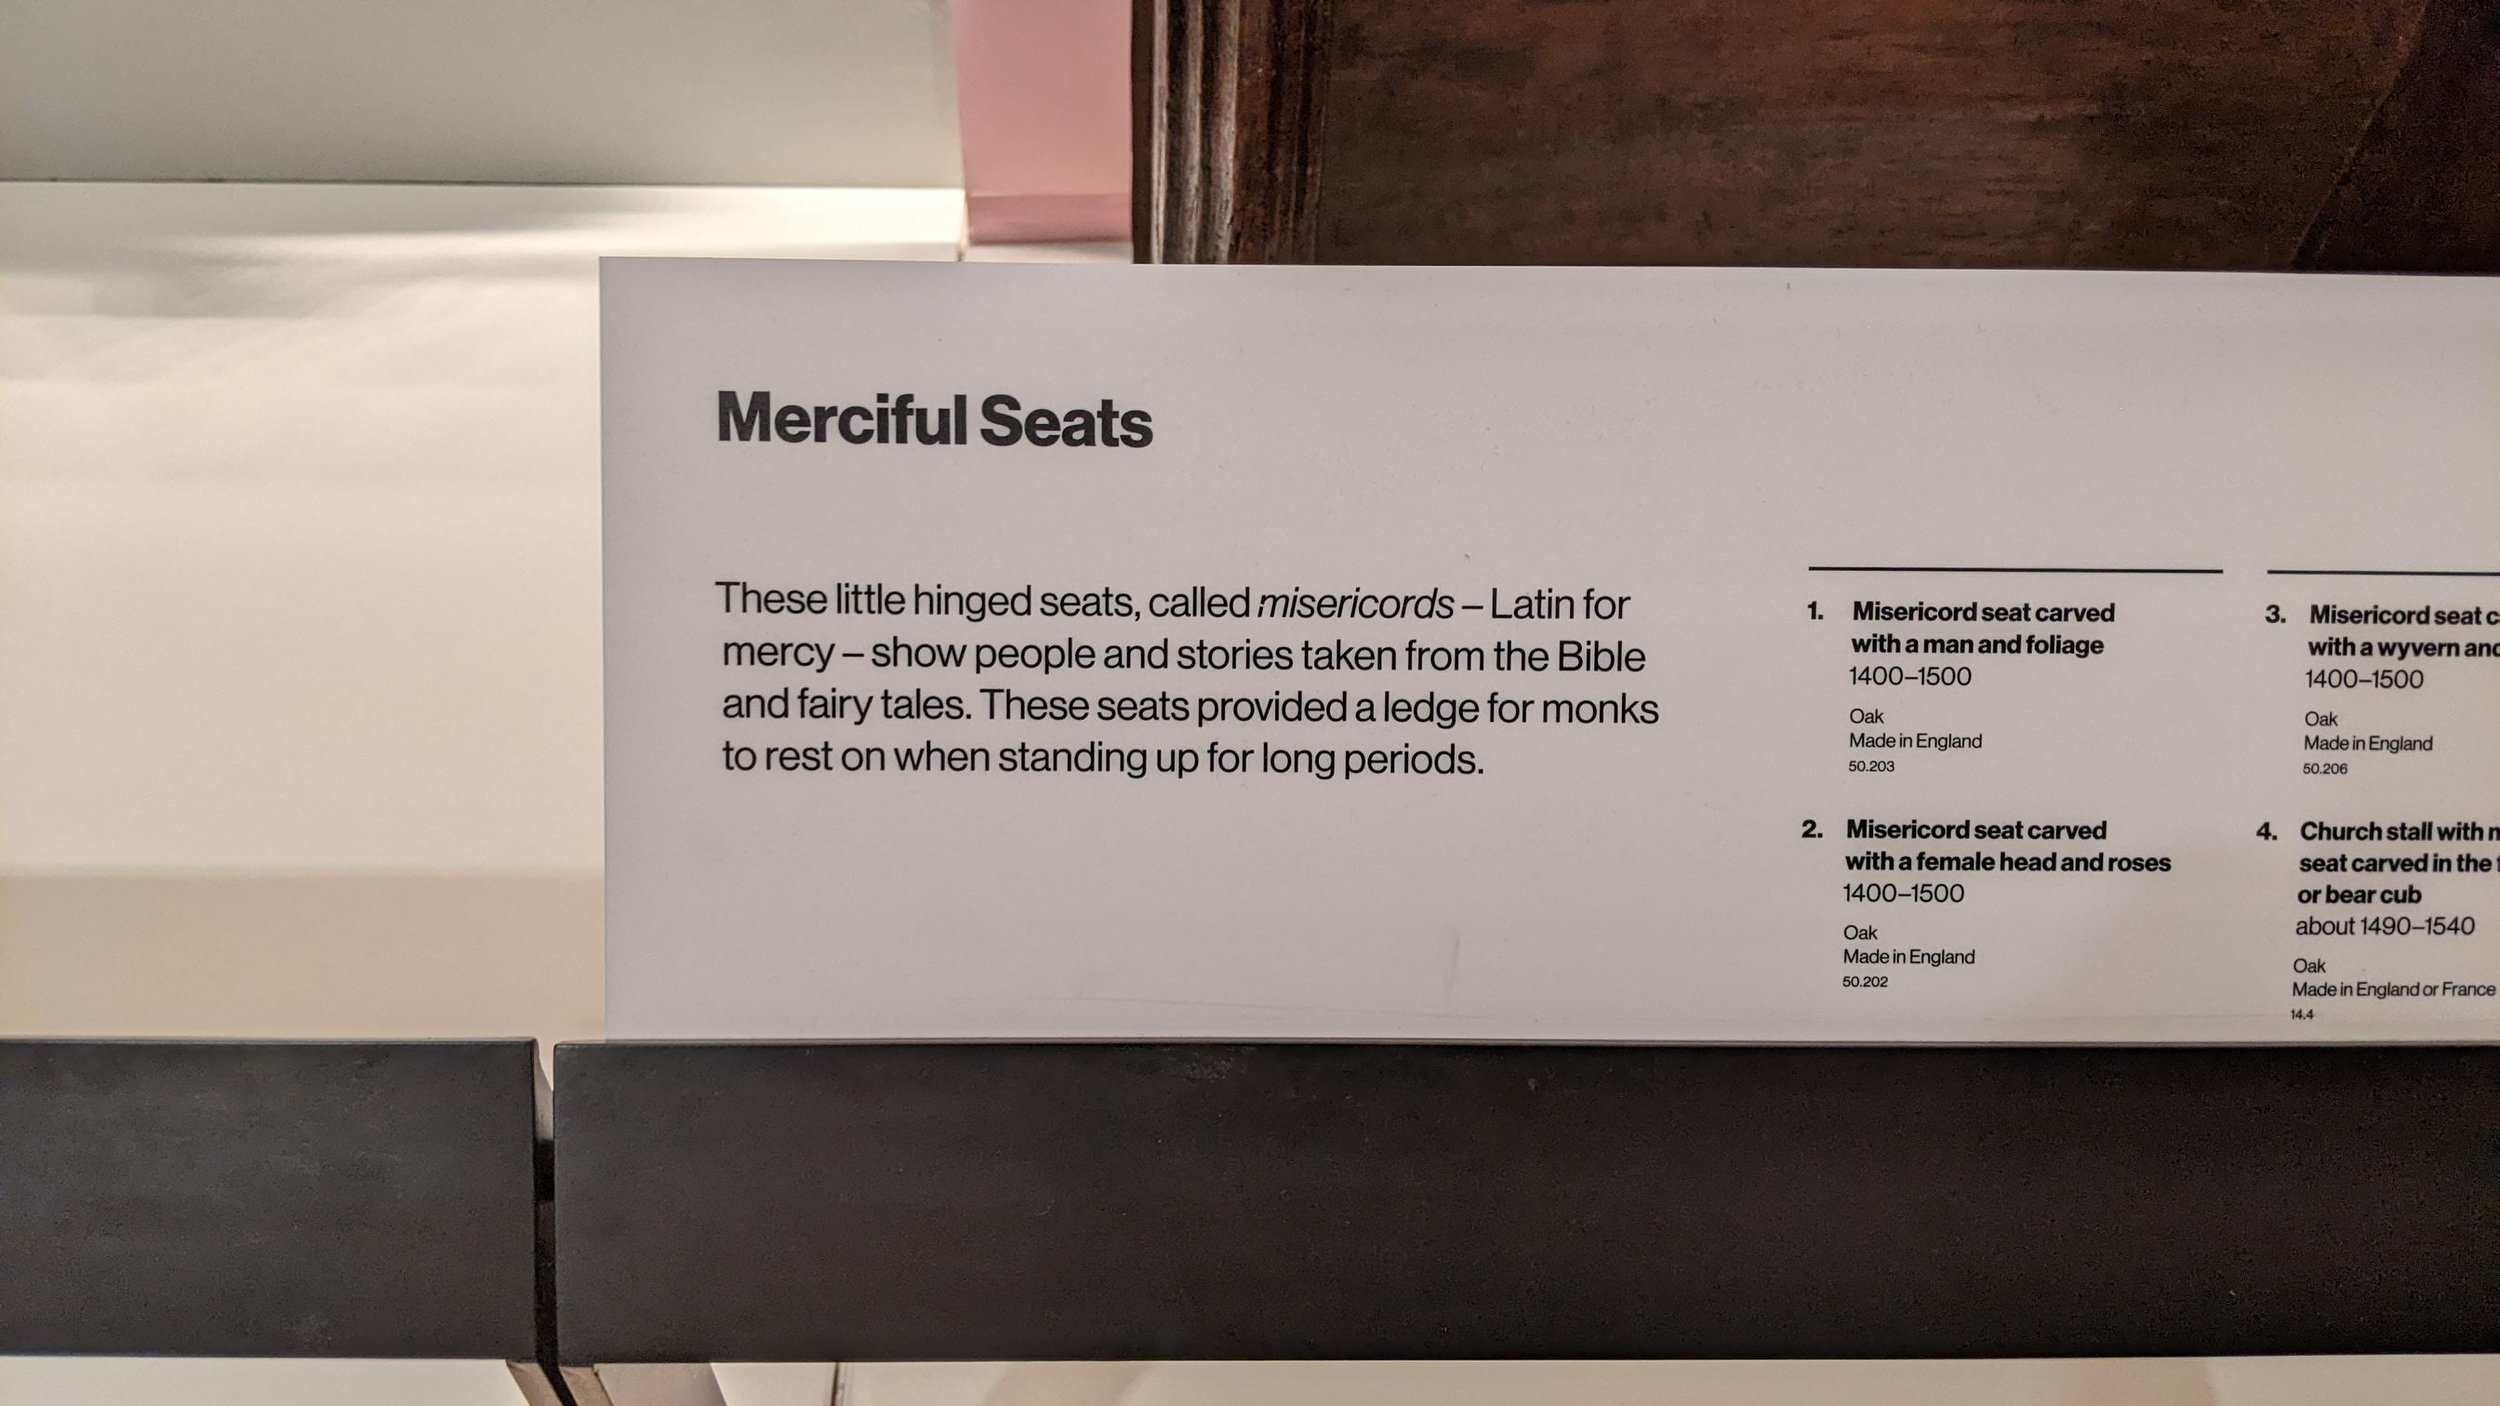 Merciful Seats
These little hinged seats, called misericords – Latin for
mercy – show people and stories taken from the Bible
and fairy tales. These seats provided a ledge for monks
to rest on when standing up for long periods.
1. Misericord seat carved
with a man and foliage
1400–1500
Oak
Made in England
50.203
2. Misericord seat carved
with a female head and roses
1400–1500
Oak
Made in England
50.202
3. Misericord seat
with a wyvern
1400–1500
Oak
Made in England
50.206
4. Church stall with
seat carved in the
or bear cub
about 1490–1540
Oak
Made in England or France
14.4